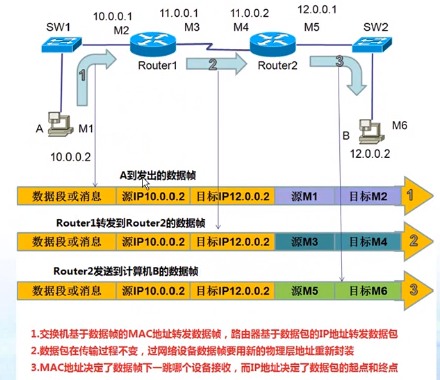 10.0.0.1
11.0.0.1
11.0.0.2
12.0.0.1
SW1
M2
M3
M4
M5
SW2
Router1
Router2
1
2
3
A
M1
B
M6
10.0.0.2
12.0.0.2
A到发出的数据帧
数据段或消息 源IP10.0.0.2 目标IP12.0.0.2 源M1 目标M2 1
Router1转发到Router2的数据帧
数据段或消息 源IP10.0.0.2 目标IP12.0.0.2 源M3 目标M4 2
Router2发送到计算机B的数据帧
数据段或消息 源IP10.0.0.2 目标IP12.0.0.2 源M5 目标M6 3
1.交换机基于数据帧的MAC地址转发数据帧，路由器基于数据包的IP地址转发数据包
2.数据包在传输过程不变，过网络设备数据帧要用新的物理层地址重新封装
3.MAC地址决定了数据帧下一跳哪个设备接收，而IP地址决定了数据包的起点和终点